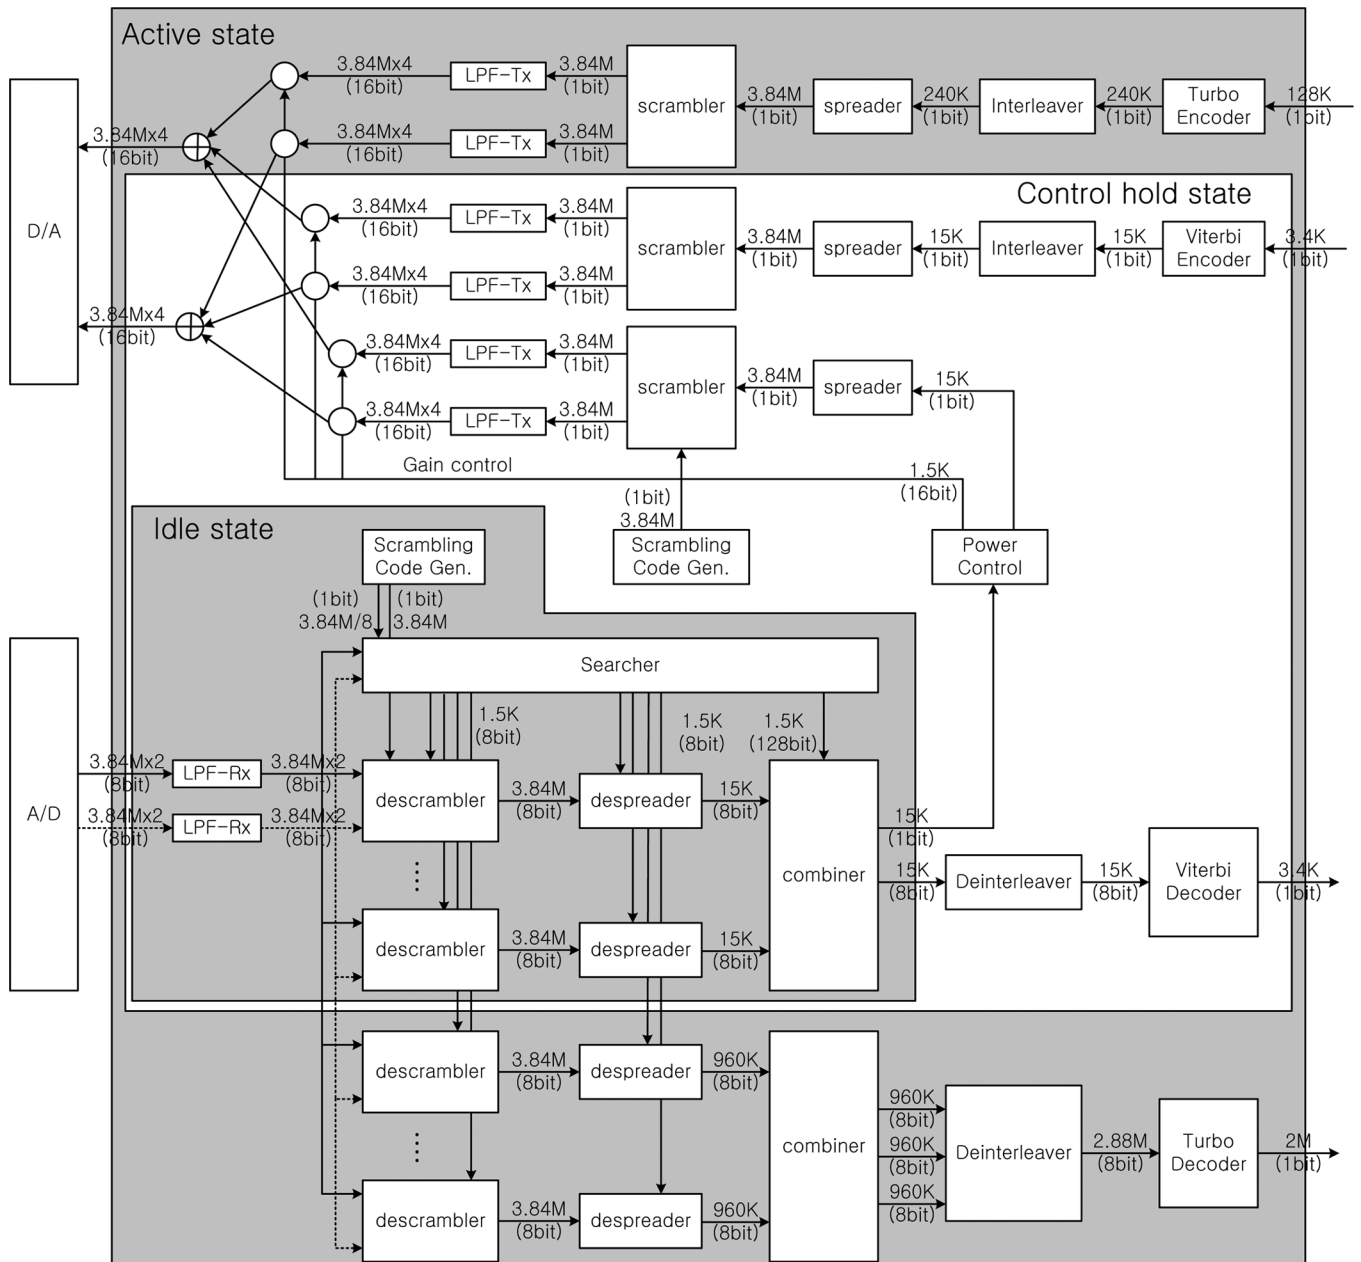 Active state
3.84Mx4
(16bit)
LPF-Tx
3.84M
(1bit)
scrambler
3.84M
(1bit)
spreader
240K
(1bit)
Interleaver
240K
(1bit)
Turbo
Encoder
128K
(1bit)
3.84Mx4
(16bit)
3.84Mx4
(16bit)
LPF-Tx
3.84M
(1bit)
D/A
Control hold state
3.84Mx4
(16bit)
LPF-Tx
3.84M
(1bit)
scrambler
3.84M
(1bit)
spreader
15K
(1bit)
Interleaver
15K
(1bit)
Viterbi
Encoder
3.4K
(1bit)
3.84Mx4
(16bit)
LPF-Tx
3.84M
(1bit)
3.84Mx4
(16bit)
3.84Mx4
(16bit)
LPF-Tx
3.84M
(1bit)
scrambler
3.84M
(1bit)
spreader
15K
(1bit)
3.84Mx4
(16bit)
LPF-Tx
3.84M
(1bit)
Gain control
1.5K
(16bit)
(1bit)
3.84M
Idle state
Scrambling
Code Gen.
Scrambling
Code Gen.
Power
Control
(1bit)
3.84M/8
(1bit)
3.84M
Searcher
1.5K
(8bit)
1.5K
(8bit)
1.5K
(128bit)
A/D
3.84Mx2
(8bit)
LPF-Rx
3.84Mx2
(8bit)
descrambler
3.84M
(8bit)
despreader
15K
(8bit)
3.84Mx2
(8bit)
LPF-Rx
3.84Mx2
(8bit)
15K
(1bit)
combiner
15K
(8bit)
Deinterleaver
15K
(8bit)
Viterbi
Decoder
3.4K
(1bit)
descrambler
3.84M
(8bit)
despreader
15K
(8bit)
descrambler
3.84M
(8bit)
despreader
960K
(8bit)
combiner
960K
(8bit)
960K
(8bit)
960K
(8bit)
Deinterleaver
2.88M
(8bit)
Turbo
Decoder
2M
(1bit)
descrambler
3.84M
(8bit)
despreader
960K
(8bit)